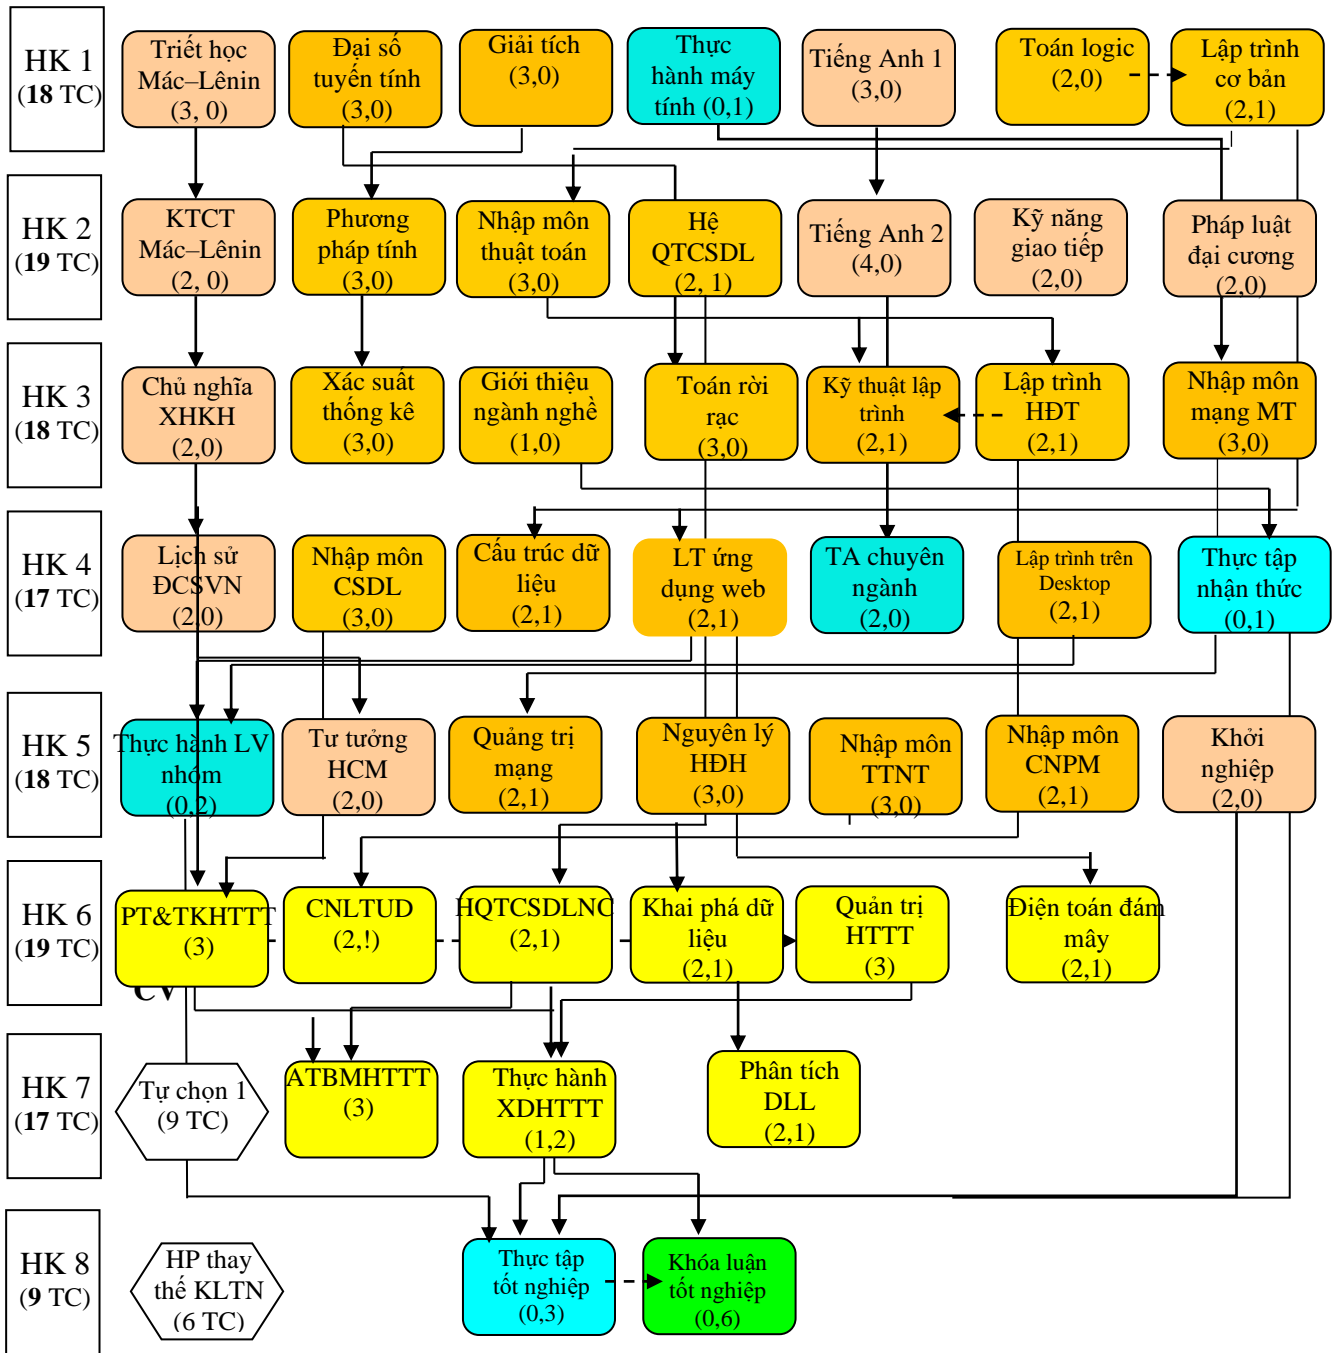 HK 1
(18 TC)
Triết học
Mác–Lênin
(3, 0)
Đại số
tuyến tính
(3,0)
Giải tích
(3,0)
Thực
hành máy
tính (0,1)
Tiếng Anh 1
(3,0)
Toán logic
(2,0)
Lập trình
cơ bản
(2,1)
HK 2
(19 TC)
KTCT
Mác–Lênin
(2, 0)
Phương
pháp tính
(3,0)
Nhập môn
thuật toán
(3,0)
Hệ
QTCSDL
(2, 1)
Tiếng Anh 2
(4,0)
Kỹ năng
giao tiếp
(2,0)
Pháp luật
đại cương
(2,0)
HK 3
(18 TC)
Chủ nghĩa
XHKH
(2,0)
Xác suất
thống kê
(3,0)
Giới thiệu
ngành nghề
(1,0)
Toán rời
rạc
(3,0)
Kỹ thuật lập
trình
(2,1)
Lập trình
HĐT
(2,1)
Nhập môn
mạng MT
(3,0)
HK 4
(17 TC)
Lịch sử
ĐCSVN
(2,0)
Nhập môn
CSDL
(3,0)
Cấu trúc dữ
liệu
(2,1)
LT ứng
dụng web
(2,1)
TA chuyên
ngành
(2,0)
Lập trình trên
Desktop
(2,1)
Thực tập
nhận thức
(0,1)
HK 5
(18 TC)
Thực hành LV
nhóm
(0,2)
Tư tưởng
HCM
(2,0)
Quảng trị
mạng
(2,1)
Nguyên lý
HĐH
(3,0)
Nhập môn
TTNT
(3,0)
Nhập môn
CNPM
(2,1)
Khởi
nghiệp
(2,0)
HK 6
(19 TC)
PT&TKHTTT
(3)
CNLTUD
(2,!)
HQTCSDLNC
(2,1)
Khai phá dữ
liệu
(2,1)
Quản trị
HTTT
(3)
Điện toán đám
mây
(2,1)
CV
HK 7
(17 TC)
Tự chọn 1
(9 TC)
ATBMHTTT
(3)
Thực hành
XDHTTT
(1,2)
Phân tích
DLL
(2,1)
HK 8
(9 TC)
HP thay
thế KLTN
(6 TC)
Thực tập
tốt nghiệp
(0,3)
Khóa luận
tốt nghiệp
(0,6)